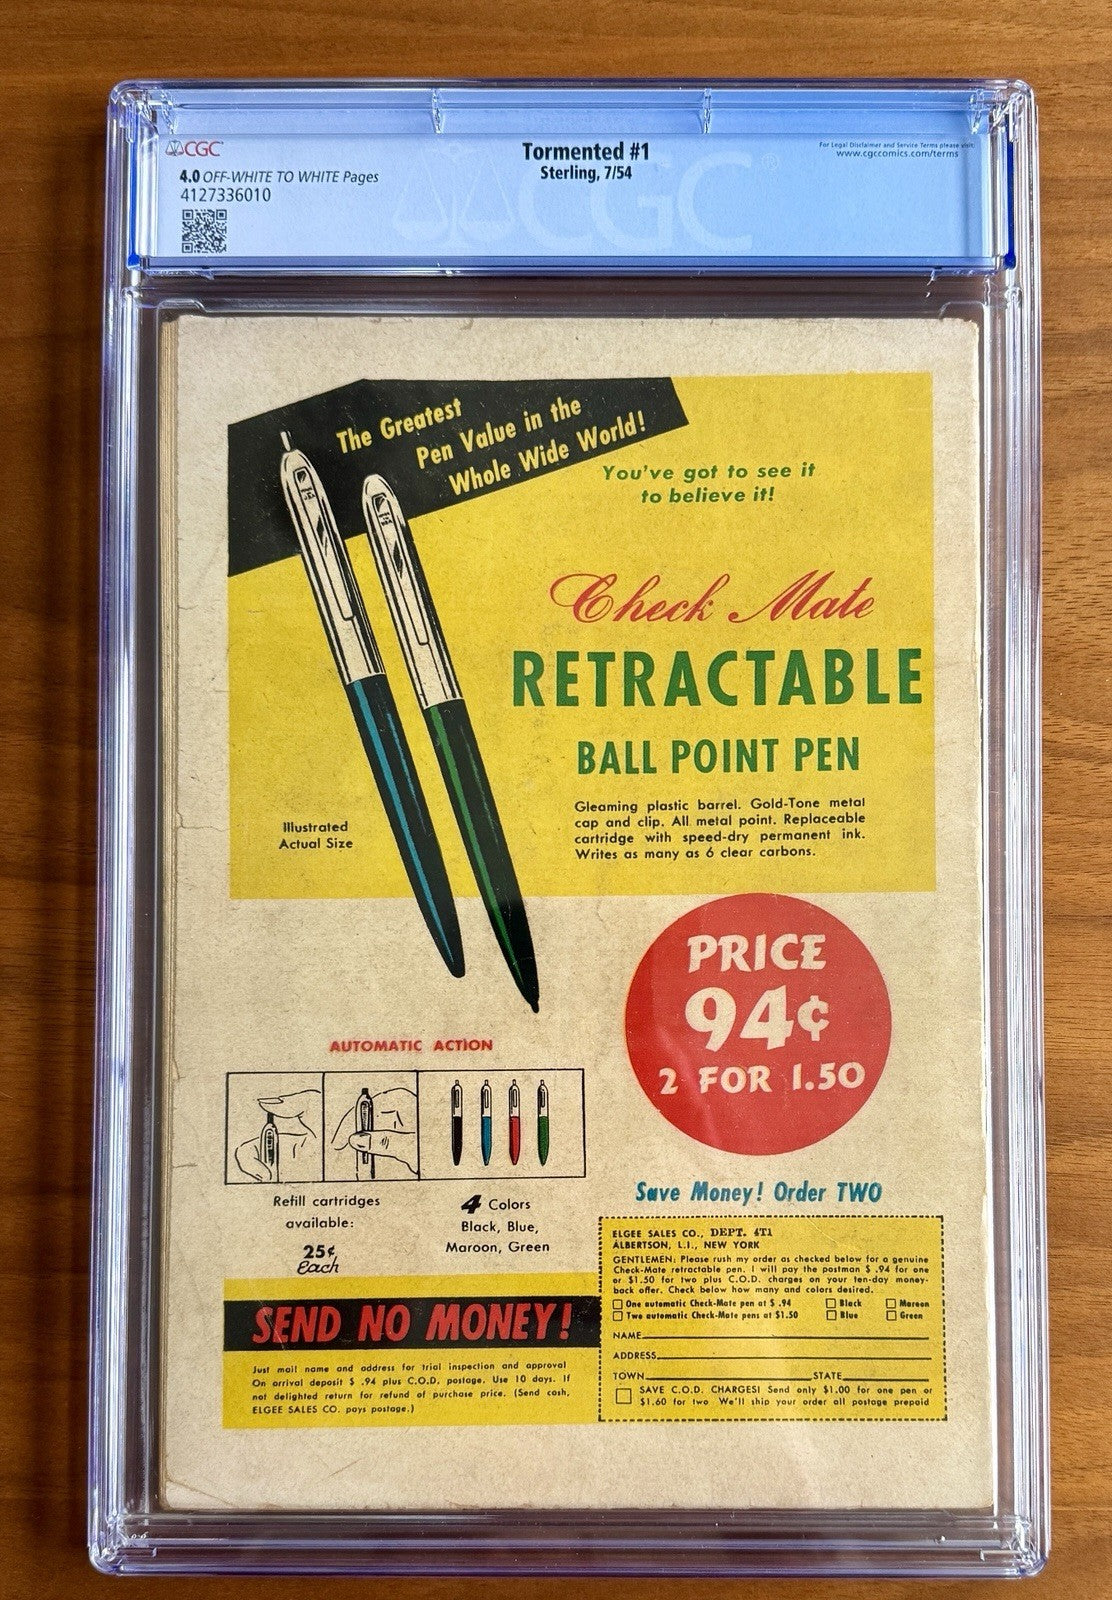 CGC
Tormented #1
Sterling, 7/54
4.0 OFF-WHITE TO WHITE Pages
4127336010
For Legal Disclaimer and Service Terms please visit:
www.cgccomics.com/terms
CGC
The Greatest
Pen Value in the
Whole Wide World!
You've got to see it
to believe it!
Check Mate
RETRACTABLE
BALL POINT PEN
Gleaming plastic barrel. Gold-Tone metal
cap and clip. All metal point. Replaceable
cartridge with speed-dry permanent ink.
Writes as many as 6 clear carbons.
Illustrated
Actual Size
PRICE
94¢
2 FOR 1.50
AUTOMATIC ACTION
Refill cartridges
available:
25¢
Each
4 Colors
Black, Blue,
Maroon, Green
Save Money! Order TWO
SEND NO MONEY!
Just mail name and address for trial inspection and approval
On arrival deposit $ .94 plus C.O.D. postage. Use 10 days. If
not delighted return for refund of purchase price. (Send cash,
ELGEE SALES CO. pays postage.)
ELGEE SALES CO., DEPT. 4T1
ALBERTSON, L.I., NEW YORK
GENTLEMEN: Please rush my order as checked below for a genuine
Check-Mate retractable pen. I will pay the postman $ .94 for one
or $1.50 for two plus C.O.D. charges on your ten-day money-
back offer. Check below how many and colors desired.
One automatic Check-Mate pen at $ .94 Black Maroon
Two automatic Check-Mate pens at $1.50 Blue Green
NAME
ADDRESS
TOWN STATE
SAVE C.O.D. CHARGES! Send only $1.00 for one pen or
$1.60 for two We'll ship your order all postage prepaid